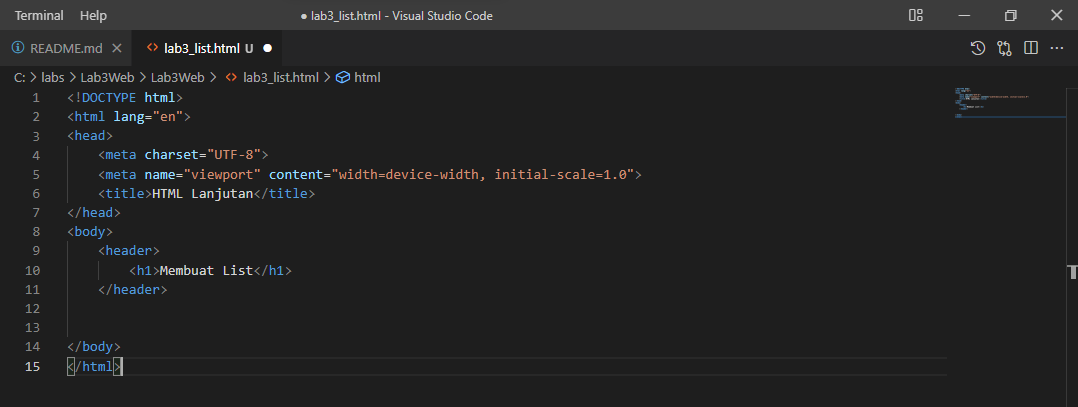 Terminal Help ● lab3_list.html - Visual Studio Code
README.md lab3_list.html U ●
C: > labs > Lab3Web > Lab3Web > lab3_list.html > html
1 <!DOCTYPE html>
2 <html lang="en">
3 <head>
4 <meta charset="UTF-8">
5 <meta name="viewport" content="width=device-width, initial-scale=1.0">
6 <title>HTML Lanjutan</title>
7 </head>
8 <body>
9 <header>
10 <h1>Membuat List</h1>
11 </header>
12
13
14 </body>
15 </html>